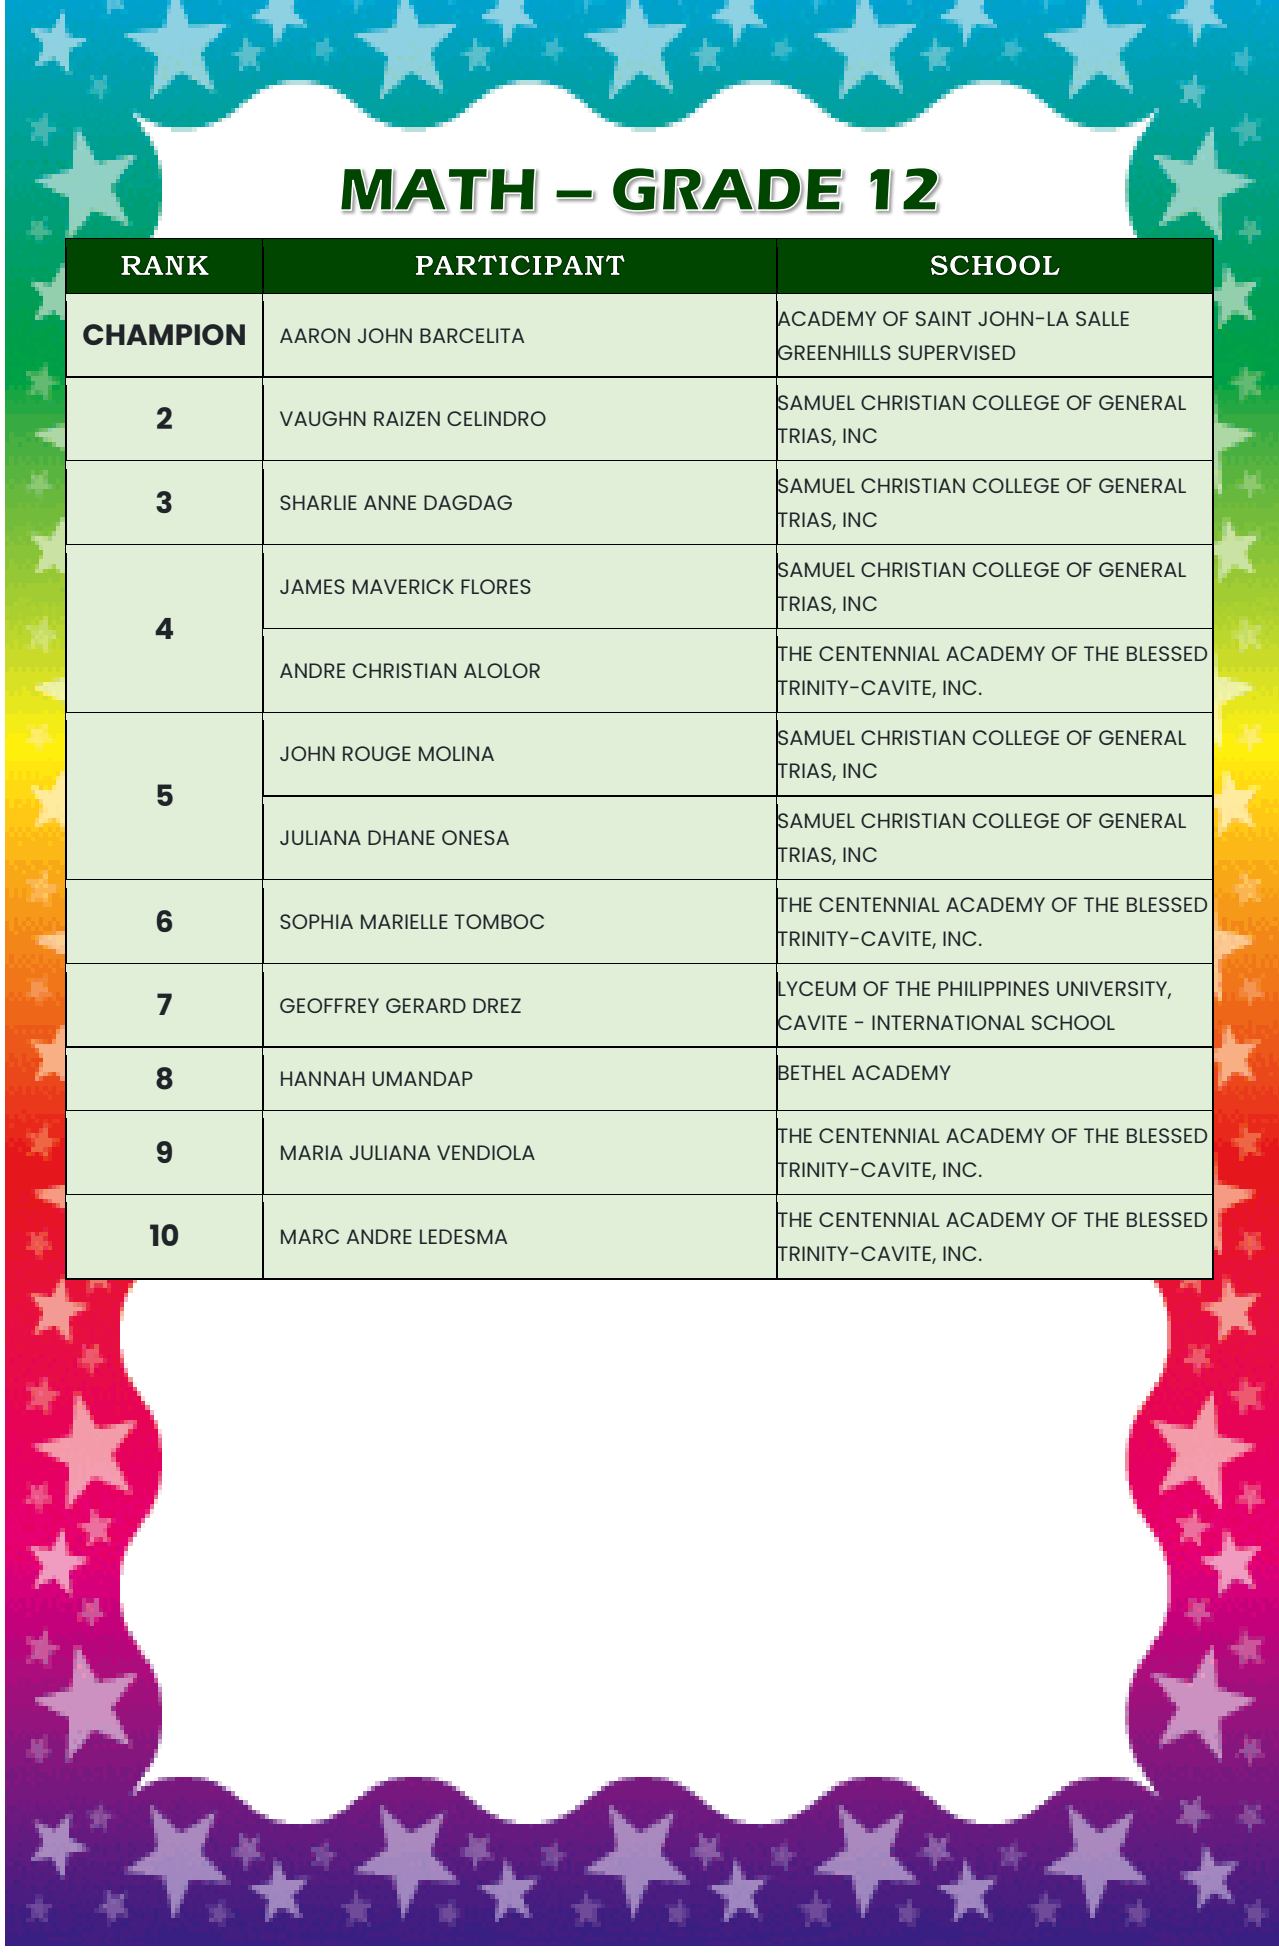 MATH – GRADE 12
RANK PARTICIPANT SCHOOL
CHAMPION AARON JOHN BARCELITA ACADEMY OF SAINT JOHN-LA SALLE
GREENHILLS SUPERVISED
2 VAUGHN RAIZEN CELINDRO SAMUEL CHRISTIAN COLLEGE OF GENERAL
TRIAS, INC
3 SHARLIE ANNE DAGDAG SAMUEL CHRISTIAN COLLEGE OF GENERAL
TRIAS, INC
4 JAMES MAVERICK FLORES SAMUEL CHRISTIAN COLLEGE OF GENERAL
TRIAS, INC
ANDRE CHRISTIAN ALOLOR THE CENTENNIAL ACADEMY OF THE BLESSED
TRINITY-CAVITE, INC.
5 JOHN ROUGE MOLINA SAMUEL CHRISTIAN COLLEGE OF GENERAL
TRIAS, INC
JULIANA DHANE ONESA SAMUEL CHRISTIAN COLLEGE OF GENERAL
TRIAS, INC
6 SOPHIA MARIELLE TOMBOC THE CENTENNIAL ACADEMY OF THE BLESSED
TRINITY-CAVITE, INC.
7 GEOFFREY GERARD DREZ LYCEUM OF THE PHILIPPINES UNIVERSITY,
CAVITE - INTERNATIONAL SCHOOL
8 HANNAH UMANDAP BETHEL ACADEMY
9 MARIA JULIANA VENDIOLA THE CENTENNIAL ACADEMY OF THE BLESSED
TRINITY-CAVITE, INC.
10 MARC ANDRE LEDESMA THE CENTENNIAL ACADEMY OF THE BLESSED
TRINITY-CAVITE, INC.